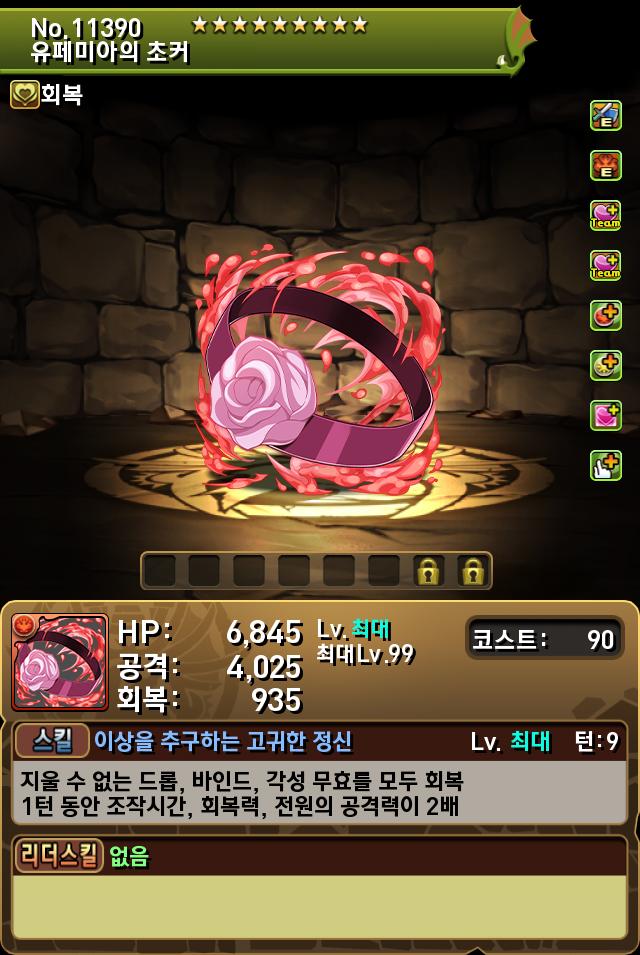 No.11390
유페미아의 초커
회복
E
E
Team
Team
HP: 6,845
공격: 4,025
회복: 935
Lv.최대
최대Lv.99
코스트: 90
스킬 이상을 추구하는 고귀한 정신 Lv. 최대 턴:9
지울 수 없는 드롭, 바인드, 각성 무효를 모두 회복
1턴 동안 조작시간, 회복력, 전원의 공격력이 2배
리더스킬 없음